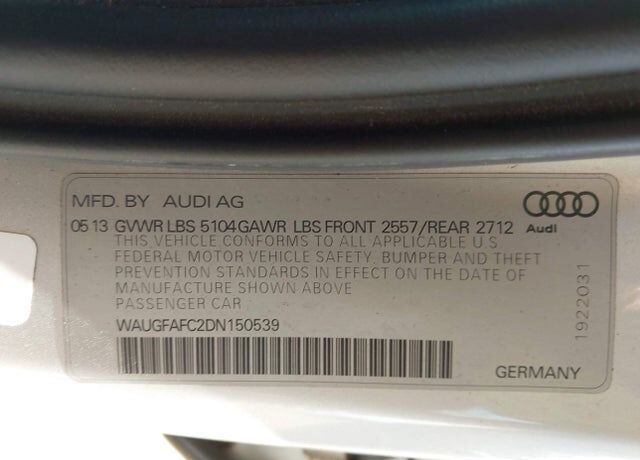 MFD. BY AUDI AG
05 13 GVWR LBS 5104 GAWR LBS FRONT 2557/REAR 2712
Audi
THIS VEHICLE CONFORMS TO ALL APPLICABLE U.S
FEDERAL MOTOR VEHICLE SAFETY, BUMPER AND THEFT
PREVENTION STANDARDS IN EFFECT ON THE DATE OF
MANUFACTURE SHOWN ABOVE
PASSENGER CAR
1922031
WAUGFAFC2DN150539
GERMANY